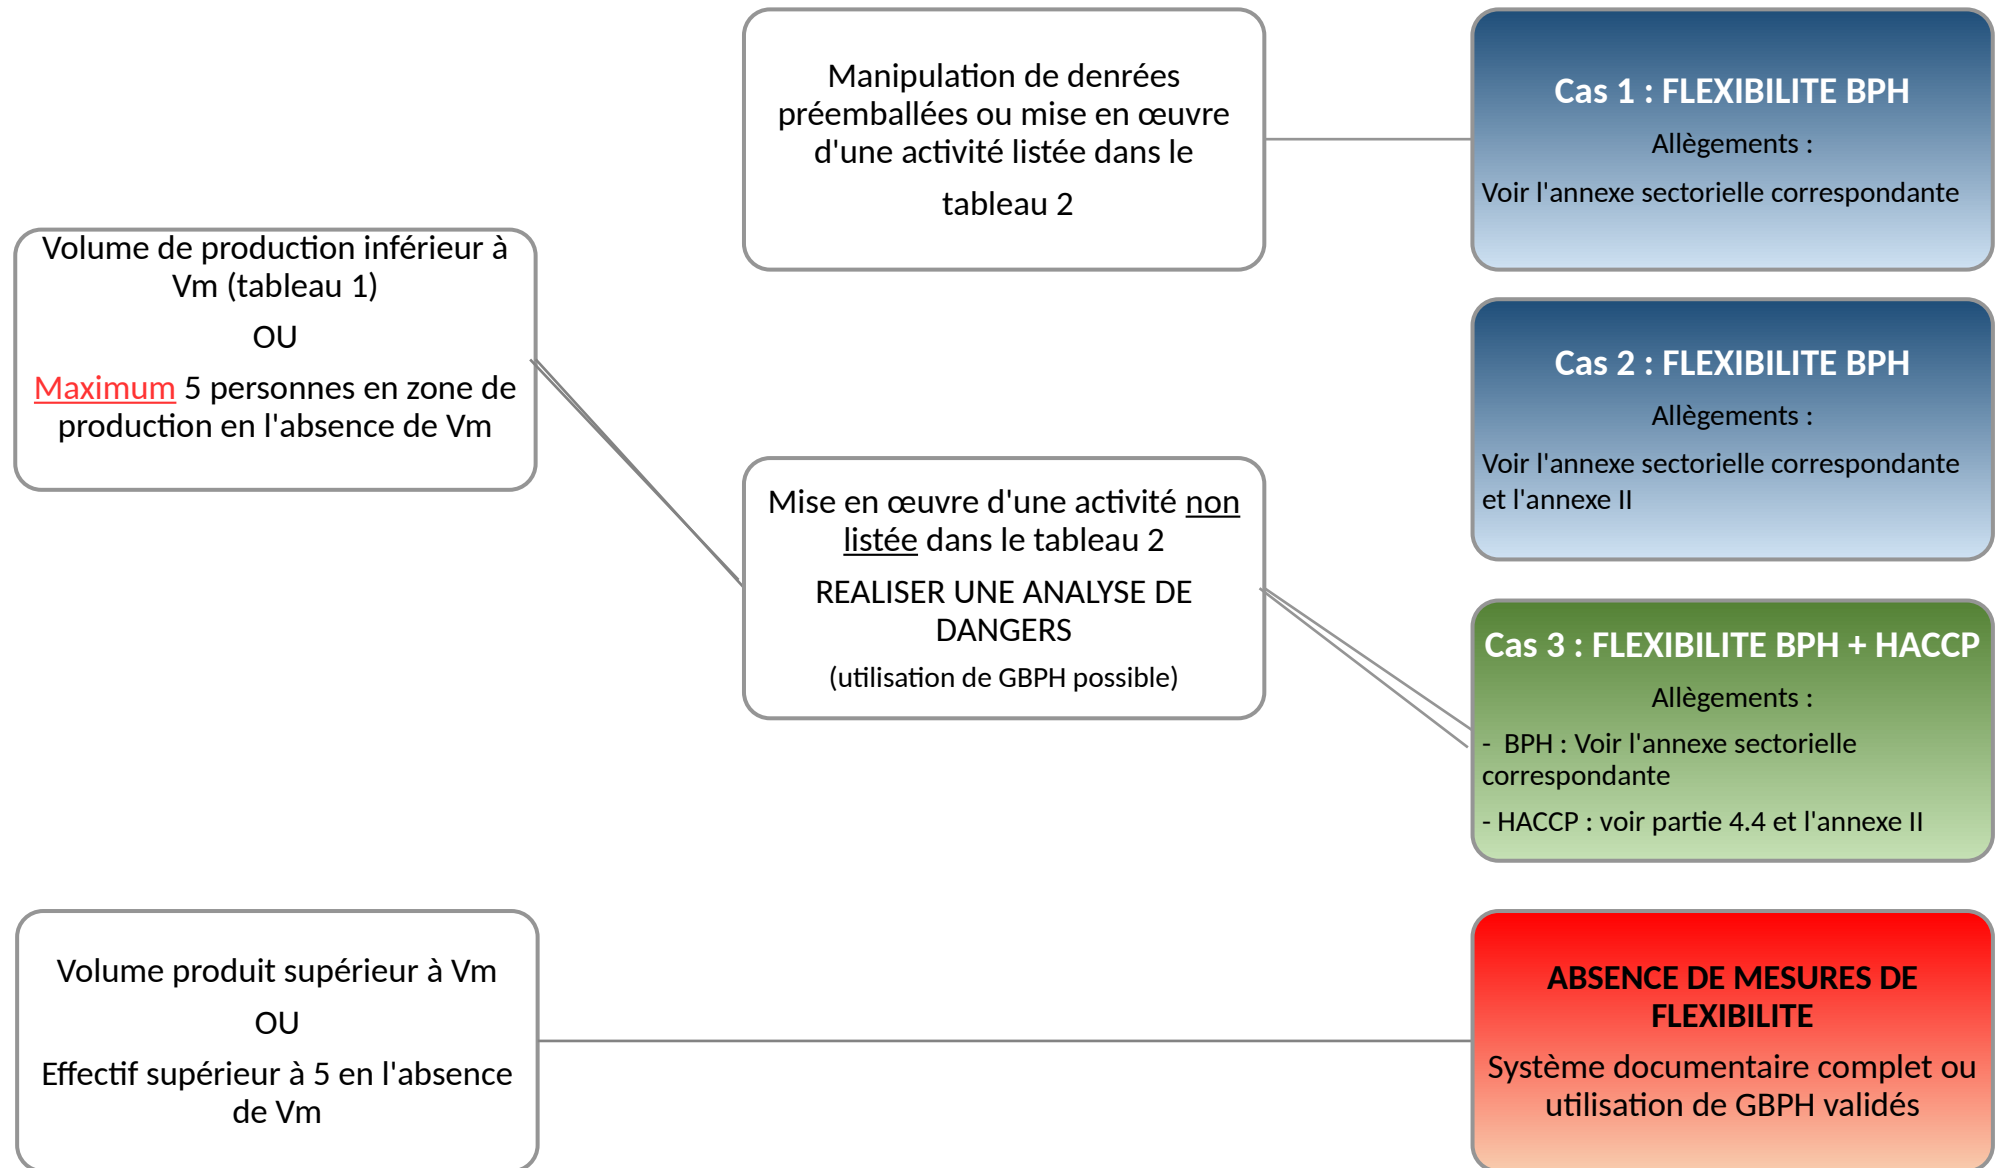 Volume de production inférieur à
Vm (tableau 1)
OU
Maximum 5 personnes en zone de
production en l'absence de Vm
Manipulation de denrées
préemballées ou mise en œuvre
d'une activité listée dans le
tableau 2
Cas 1 : FLEXIBILITE BPH
Allègements :
Voir l'annexe sectorielle correspondante
Cas 2 : FLEXIBILITE BPH
Allègements :
Voir l'annexe sectorielle correspondante
et l'annexe II
Mise en œuvre d'une activité non
listée dans le tableau 2
REALISER UNE ANALYSE DE
DANGERS
(utilisation de GBPH possible)
Cas 3 : FLEXIBILITE BPH + HACCP
Allègements :
- BPH : Voir l'annexe sectorielle
correspondante
- HACCP : voir partie 4.4 et l'annexe II
Volume produit supérieur à Vm
OU
Effectif supérieur à 5 en l'absence
de Vm
ABSENCE DE MESURES DE
FLEXIBILITE
Système documentaire complet ou
utilisation de GBPH validés